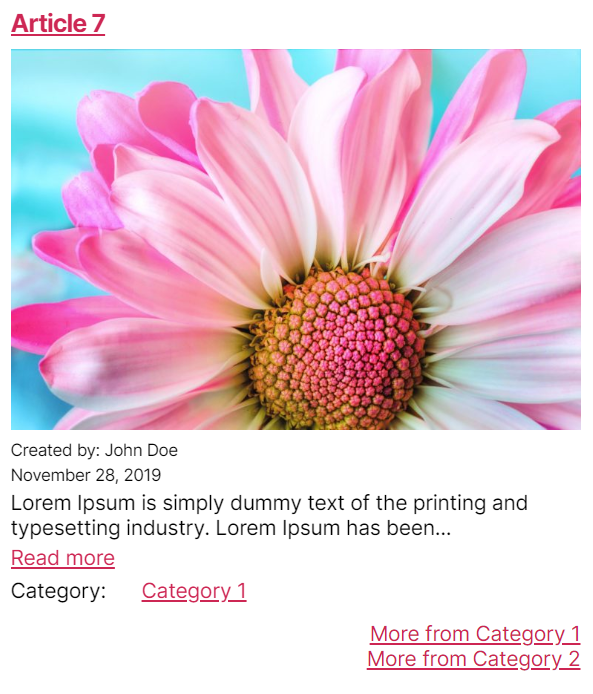 Article 7
Created by: John Doe
November 28, 2019
Lorem Ipsum is simply dummy text of the printing and
typesetting industry. Lorem Ipsum has been...
Read more
Category: Category 1
More from Category 1
More from Category 2